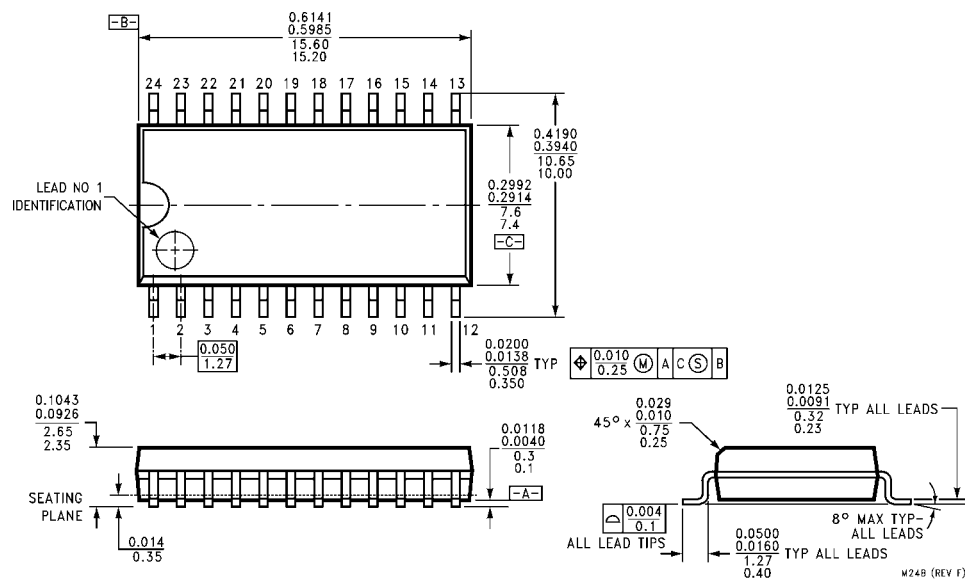 -B-
0.6141
0.5985
15.60
15.20
24 23 22 21 20 19 18 17 16 15 14 13
LEAD NO 1
IDENTIFICATION
0.2992
0.2914
7.6
7.4
-C-
0.4190
0.3940
10.65
10.00
1 2 3 4 5 6 7 8 9 10 11 12
0.050
1.27
0.0200
0.0138
0.508
0.350
TYP
0.010
0.25
M A C S B
0.1043
0.0926
2.65
2.35
0.0118
0.0040
0.3
0.1
-A-
SEATING
PLANE
0.014
0.35
45° x
0.029
0.010
0.75
0.25
0.0125
0.0091
0.32
0.23
TYP ALL LEADS
0.004
0.1
ALL LEAD TIPS
0.0500
0.0160
1.27
0.40
TYP ALL LEADS
8° MAX TYP-
ALL LEADS
M24B (REV F)